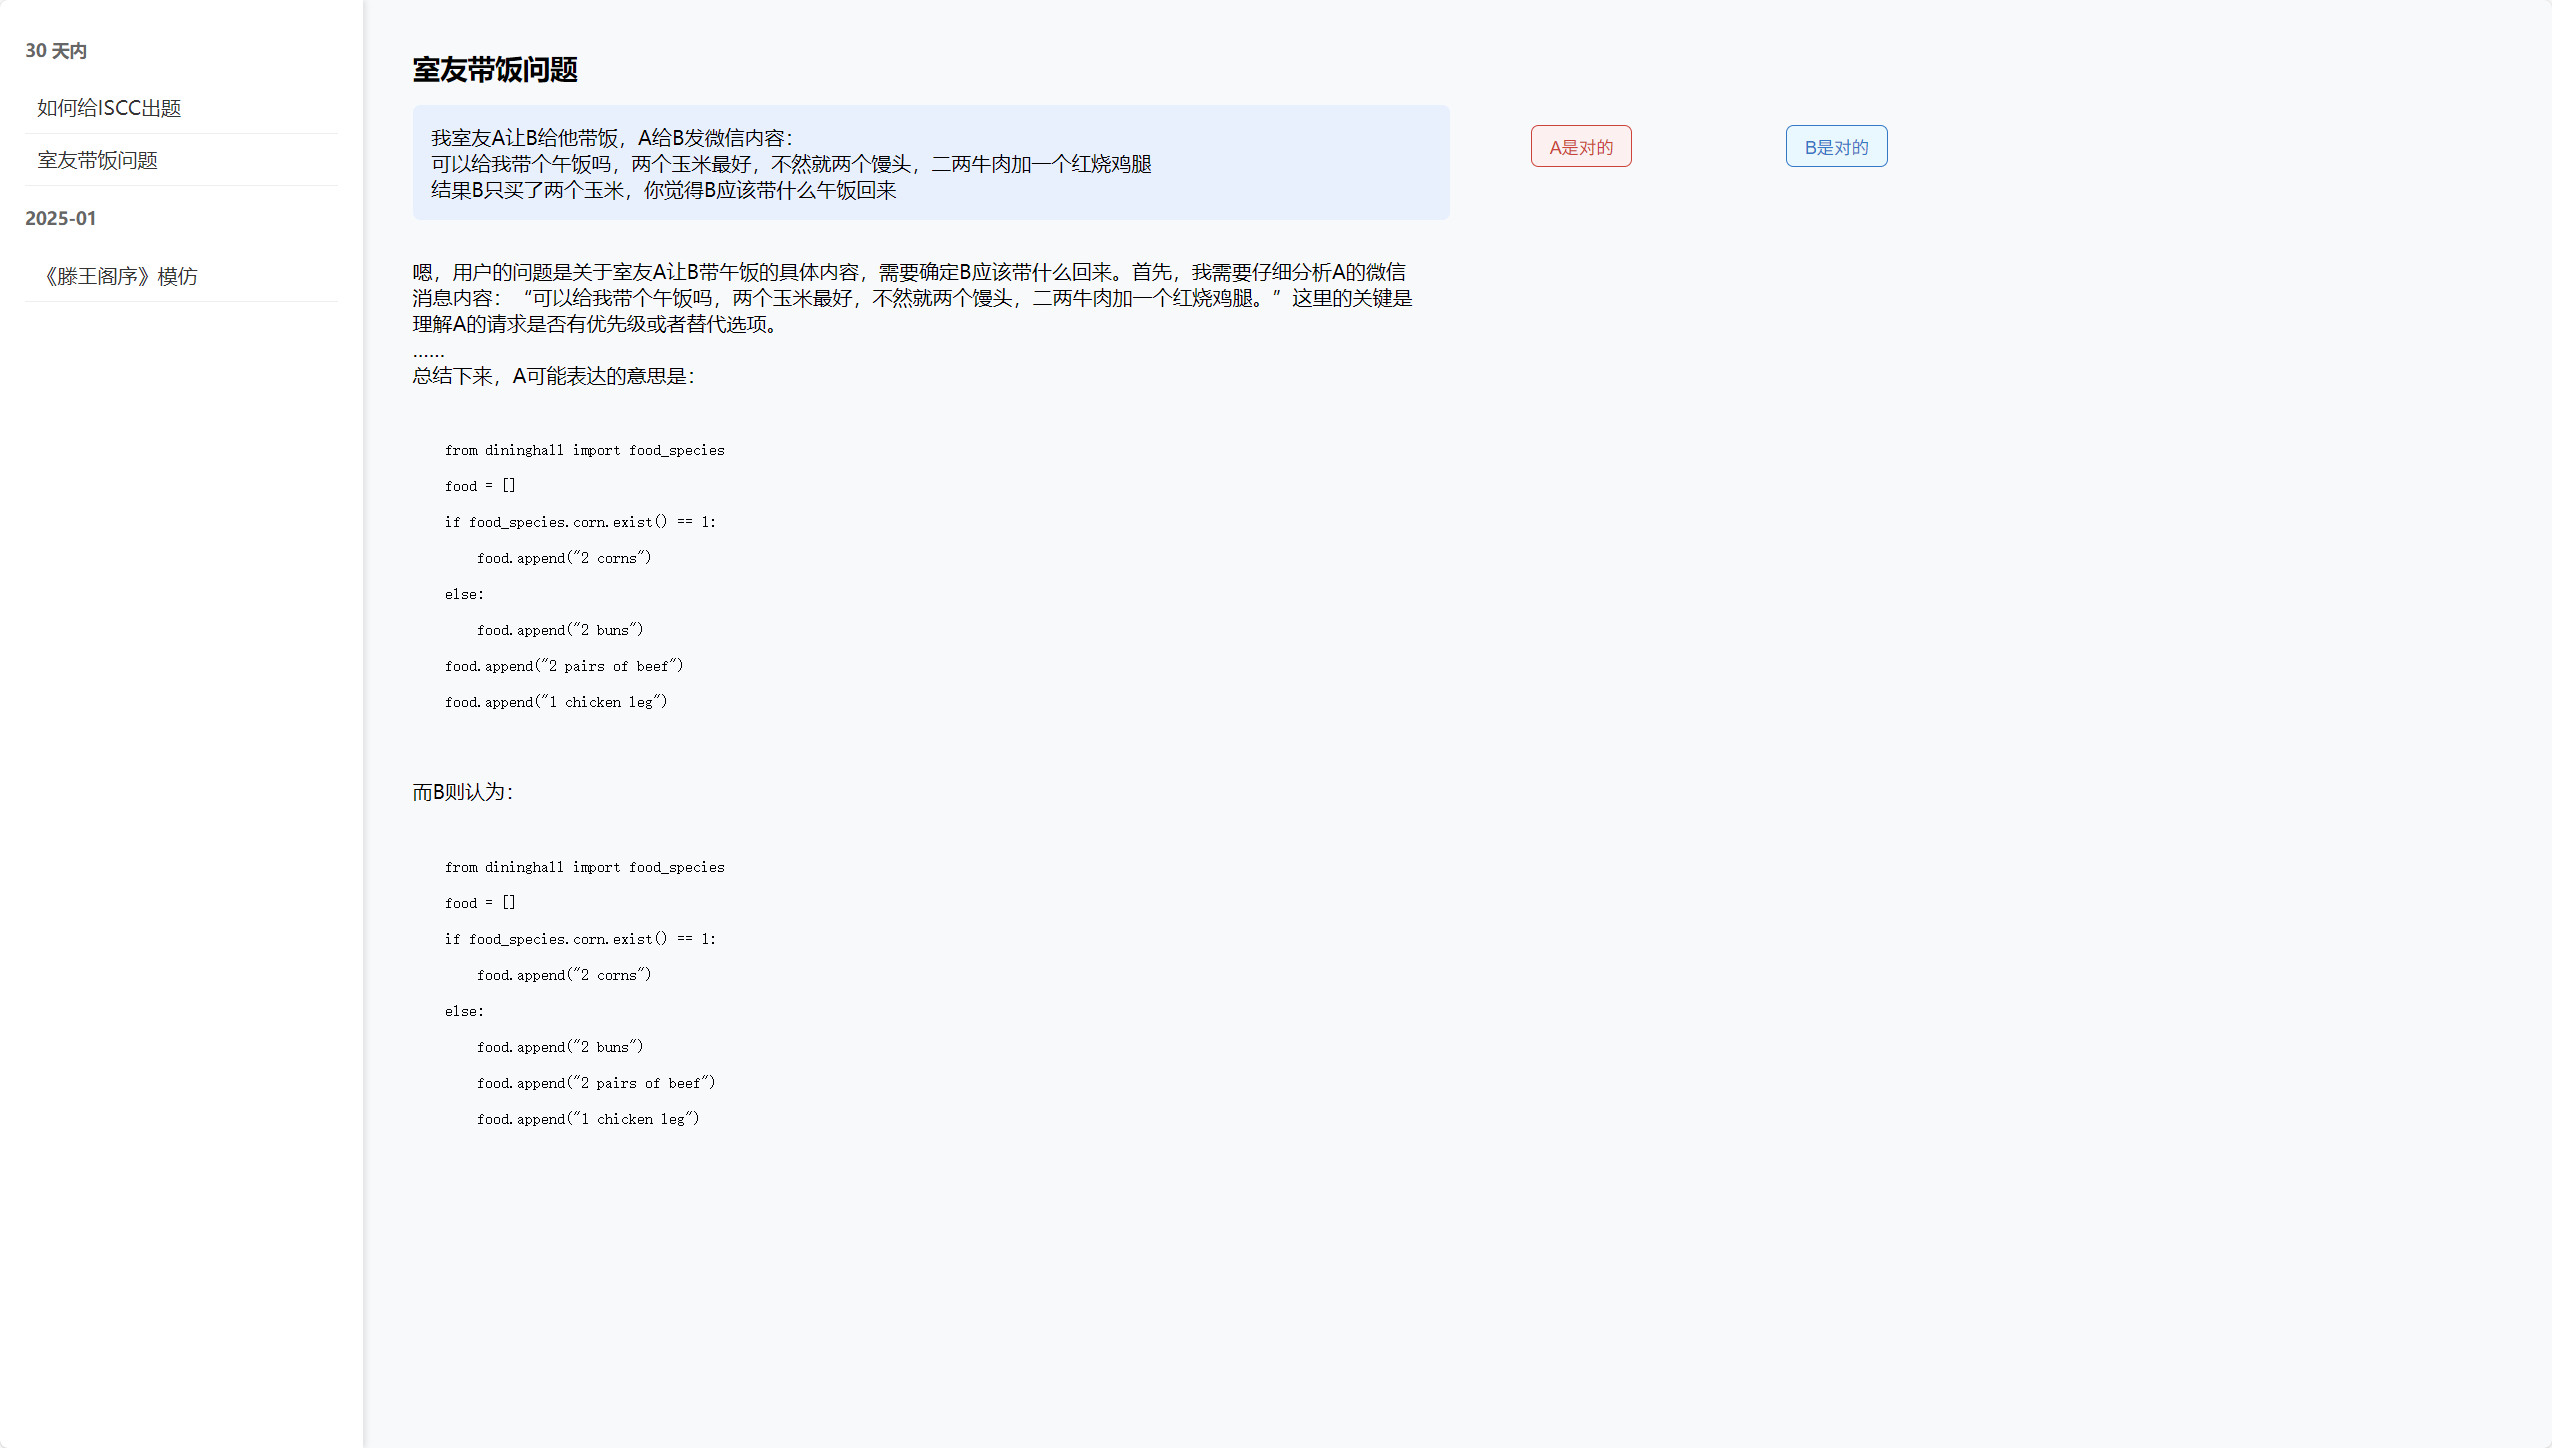 30 天内
如何给ISCC出题
室友带饭问题
2025-01
《滕王阁序》模仿
室友带饭问题
我室友A让B给他带饭，A给B发微信内容：
可以给我带个午饭吗，两个玉米最好，不然就两个馒头，二两牛肉加一个红烧鸡腿
结果B只买了两个玉米，你觉得B应该带什么午饭回来
A是对的
B是对的
嗯，用户的问题是关于室友A让B带午饭的具体内容，需要确定B应该带什么回来。首先，我需要仔细分析A的微信
消息内容：“可以给我带个午饭吗，两个玉米最好，不然就两个馒头，二两牛肉加一个红烧鸡腿。”这里的关键是
理解A的请求是否有优先级或者替代选项。
……
总结下来，A可能表达的意思是：
from dininghall import food_species
food = []
if food_species.corn.exist() == 1:
    food.append("2 corns")
else:
    food.append("2 buns")
food.append("2 pairs of beef")
food.append("1 chicken leg")
而B则认为：
from dininghall import food_species
food = []
if food_species.corn.exist() == 1:
    food.append("2 corns")
else:
    food.append("2 buns")
    food.append("2 pairs of beef")
    food.append("1 chicken leg")